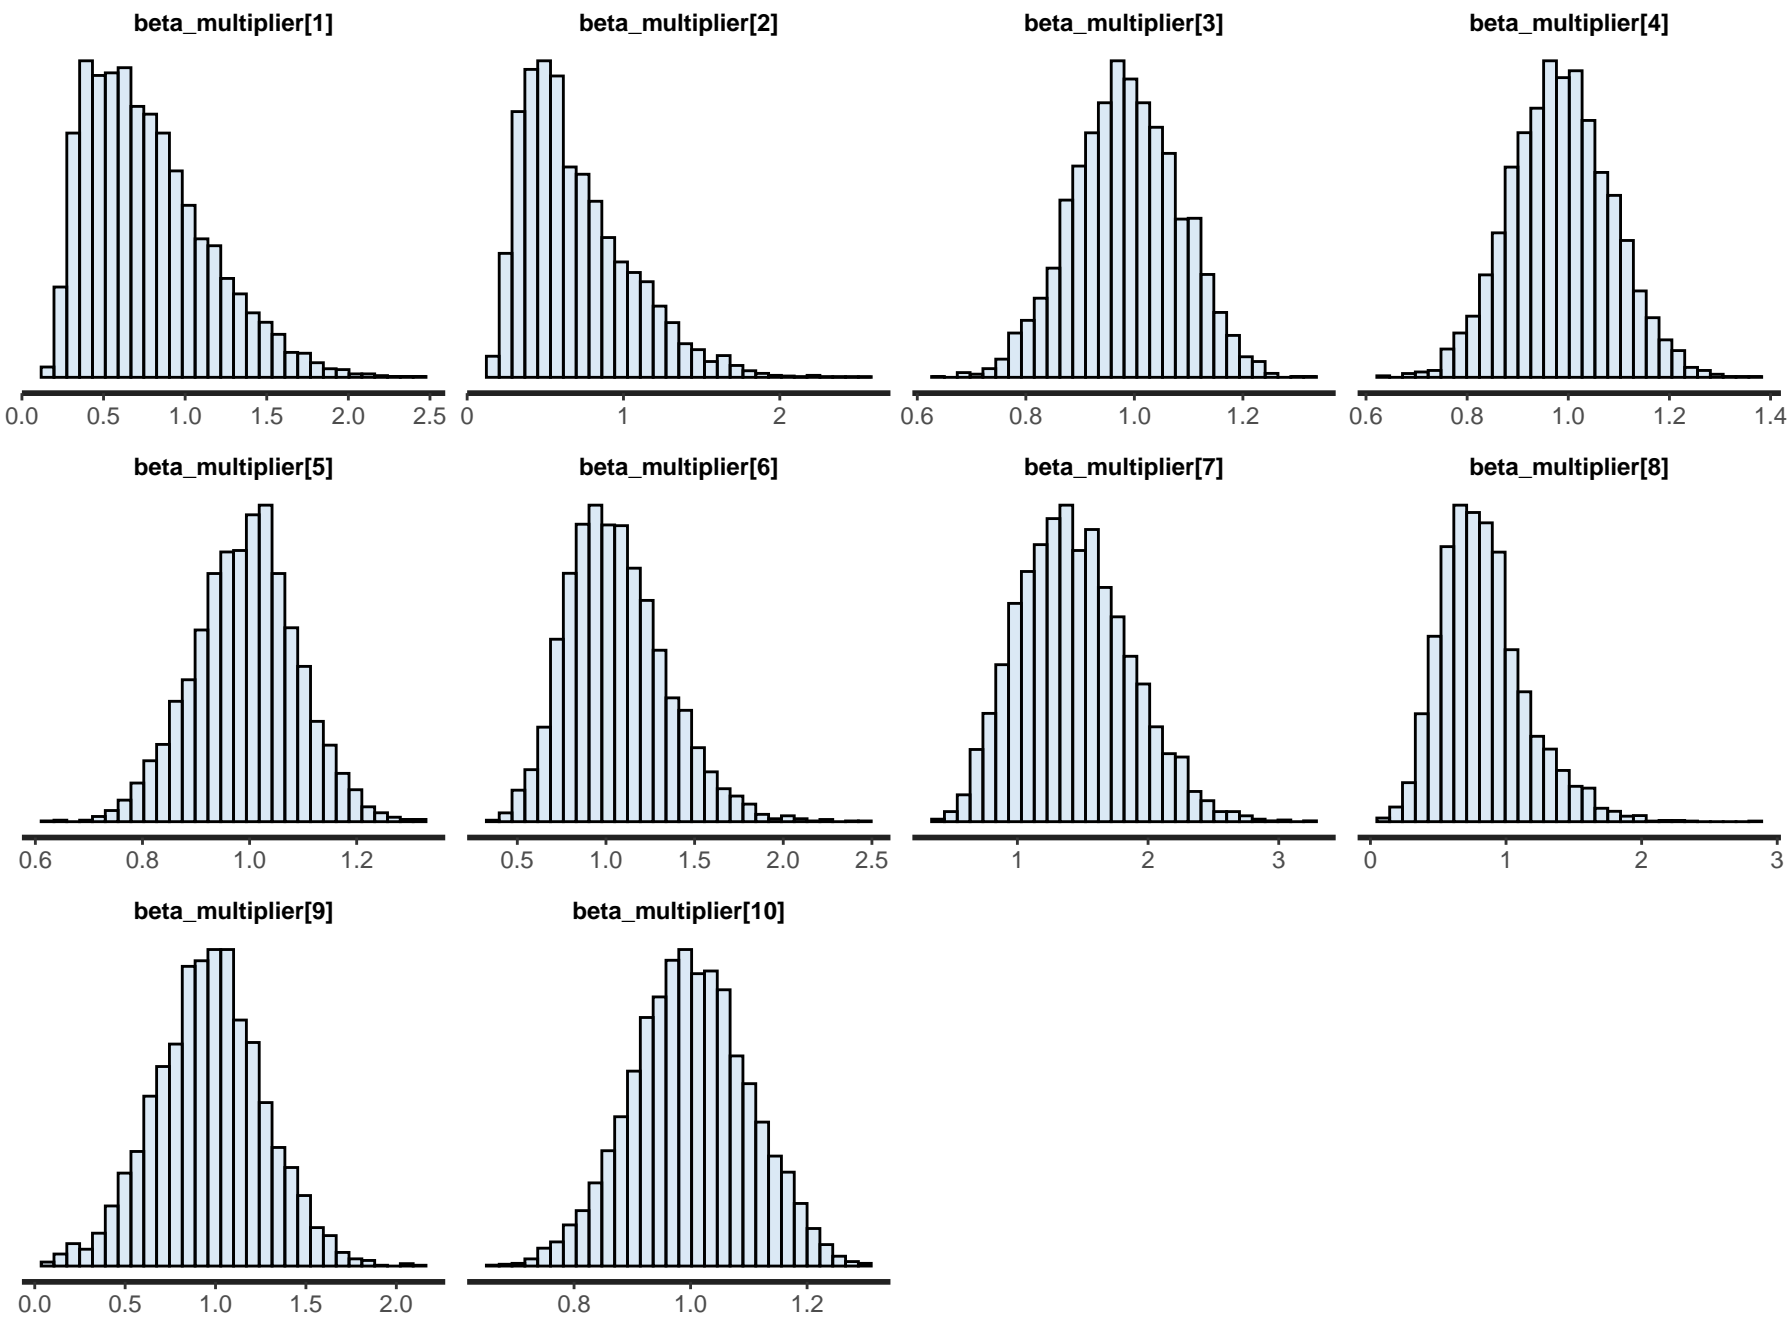 beta_multiplier[1] beta_multiplier[2] beta_multiplier[3] beta_multiplier[4]
0.0 0.5 1.0 1.5 2.0 2.5 0 1 2 0.6 0.8 1.0 1.2 0.6 0.8 1.0 1.2 1.4
beta_multiplier[5] beta_multiplier[6] beta_multiplier[7] beta_multiplier[8]
0.6 0.8 1.0 1.2 0.5 1.0 1.5 2.0 2.5 1 2 3 0 1 2 3
beta_multiplier[9] beta_multiplier[10]
0.0 0.5 1.0 1.5 2.0 0.8 1.0 1.2